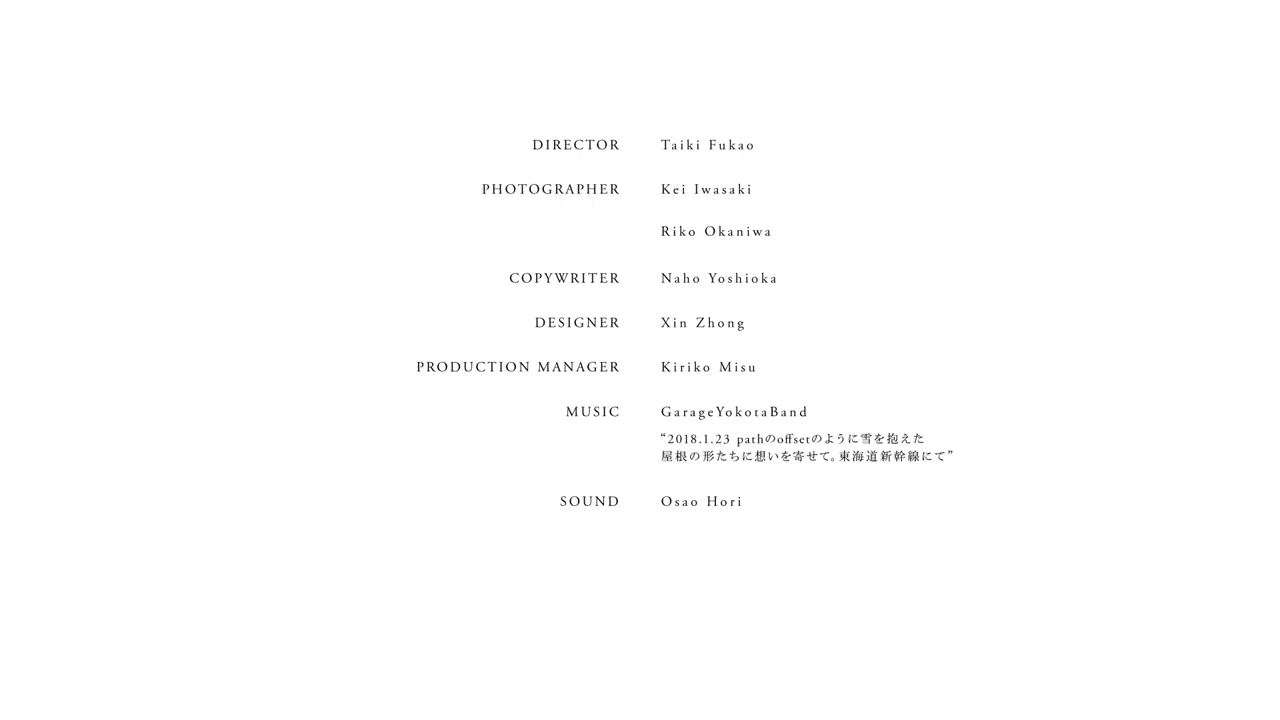 DIRECTOR Taiki Fukao
PHOTOGRAPHER Kei Iwasaki
Riko Okaniwa
COPYWRITER Naho Yoshioka
DESIGNER Xin Zhong
PRODUCTION MANAGER Kiriko Misu
MUSIC GarageYokotaBand
“2018.1.23 pathのoffsetのように雪を抱えた
屋根の形たちに想いを寄せて。東海道新幹線にて”
SOUND Osao Hori